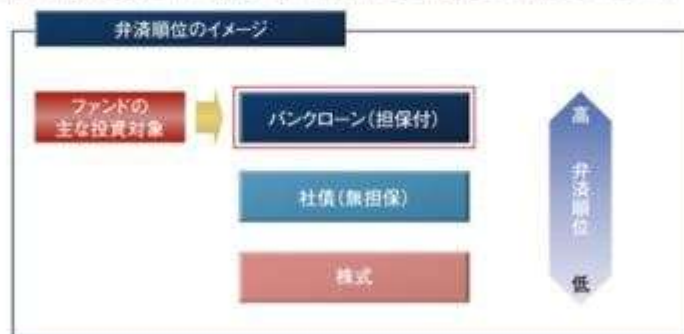 弁済順位のイメージ
ファンドの
主な投資対象
バンクローン(担保付)
社債(無担保)
株式
高
弁済順位
低